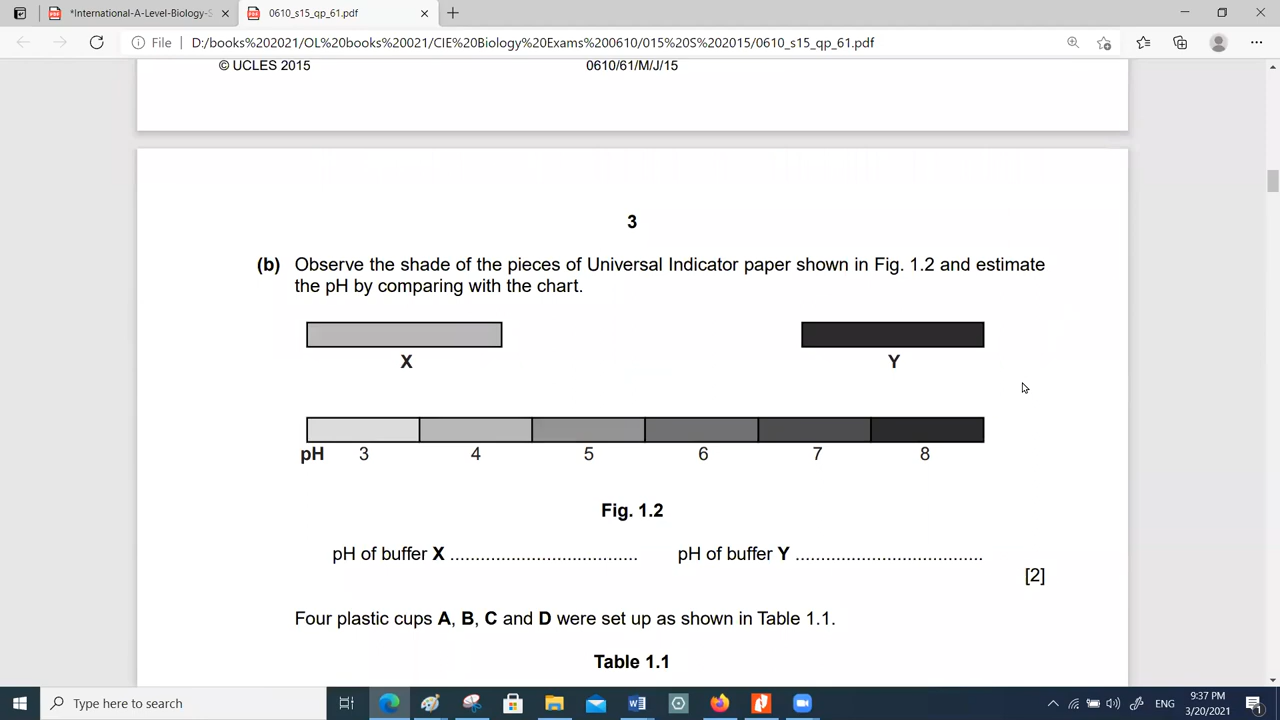 *International-A-Level-Biology-S
0610_s15_qp_61.pdf
File
D:/books%202021/OL%20books%20021/CIE%20Biology%20Exams%200610/015%20S%202015/0610_s15_qp_61.pdf
© UCLES 2015
0610/61/M/J/15
3
(b) Observe the shade of the pieces of Universal Indicator paper shown in Fig. 1.2 and estimate
the pH by comparing with the chart.
X
Y
pH 3 4 5 6 7 8
Fig. 1.2
pH of buffer X .................................... pH of buffer Y ....................................
[2]
Four plastic cups A, B, C and D were set up as shown in Table 1.1.
Table 1.1
Type here to search
ENG
9:37 PM
3/20/2021